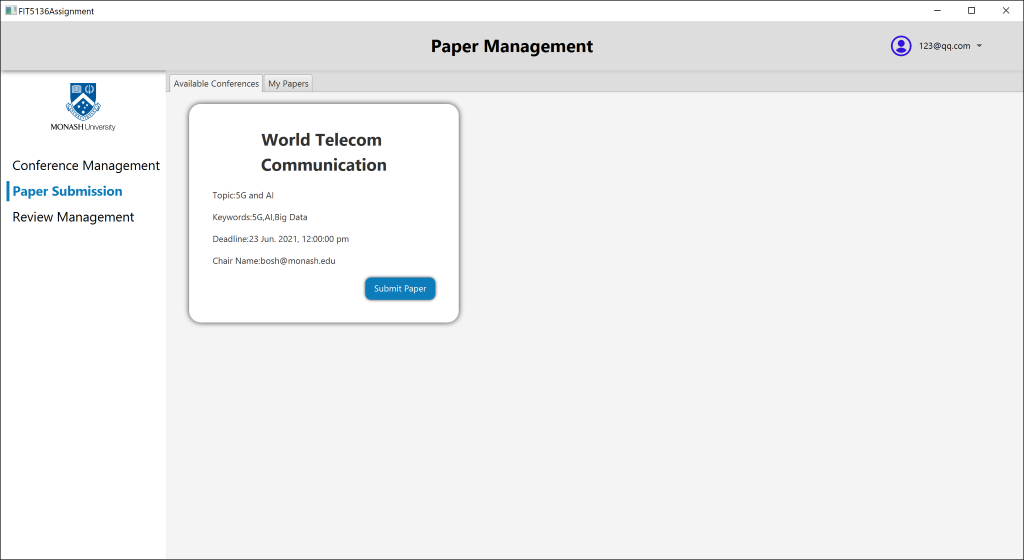 FIT5136Assignment
Paper Management
123@qq.com
MONASH University
Conference Management
Paper Submission
Review Management
Available Conferences
My Papers
World Telecom
Communication
Topic:5G and AI
Keywords:5G,AI,Big Data
Deadline:23 Jun. 2021, 12:00:00 pm
Chair Name:bosh@monash.edu
Submit Paper